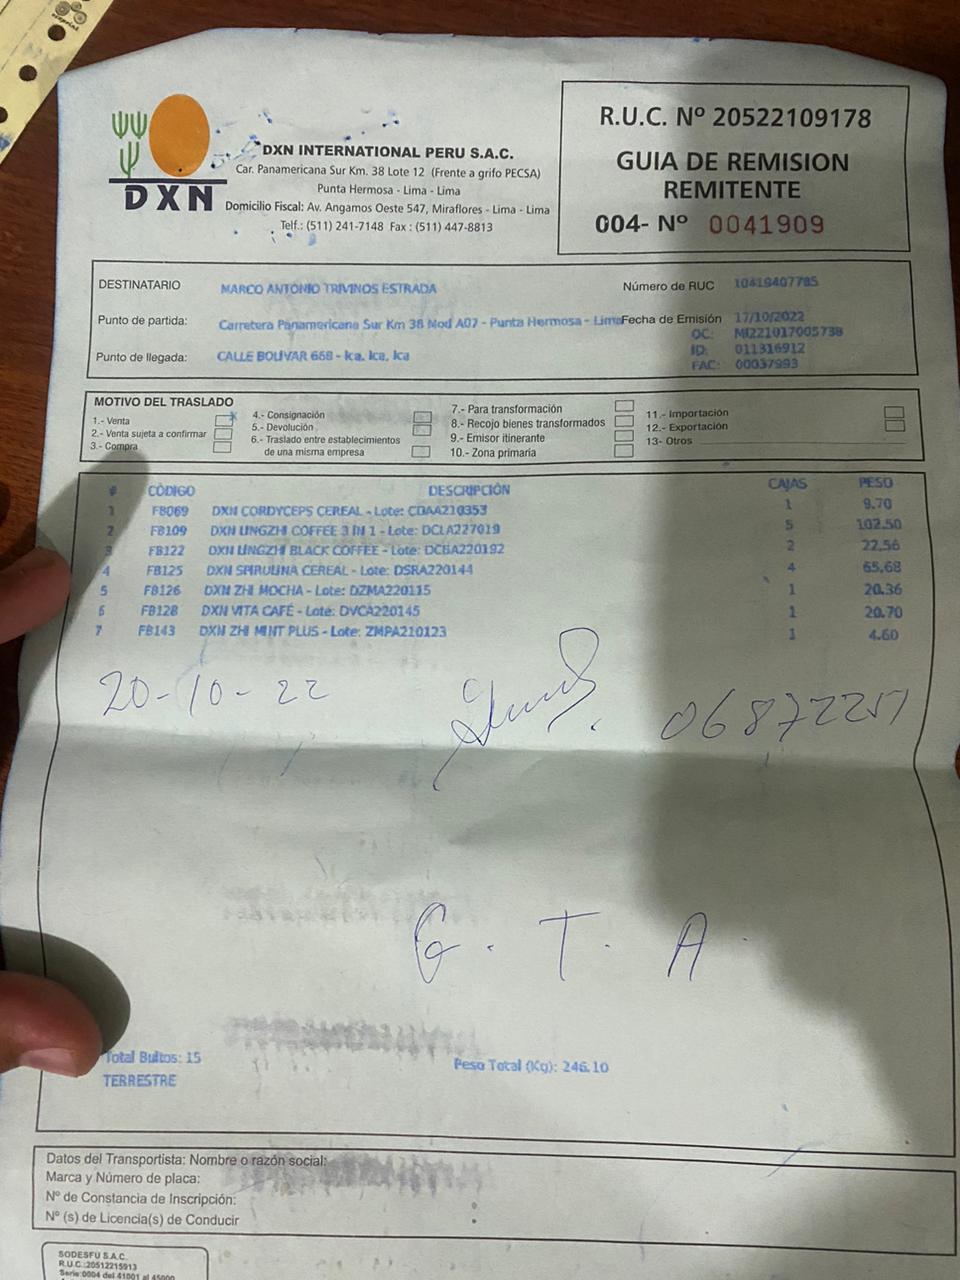 DXN
DXN INTERNATIONAL PERU S.A.C.
Car. Panamericana Sur Km. 38 Lote 12 (Frente a grifo PECSA)
Punta Hermosa - Lima - Lima
Domicilio Fiscal: Av. Angamos Oeste 547, Miraflores - Lima - Lima
Telf.: (511) 241-7148 Fax : (511) 447-8813
R.U.C. Nº 20522109178
GUIA DE REMISION
REMITENTE
004- Nº 0041909
DESTINATARIO MARCO ANTONIO TRIVINOS ESTRADA Número de RUC 10419407785
Punto de partida: Carretera Panamericana Sur Km 38 Mod A07 - Punta Hermosa - Lima Fecha de Emisión 17/10/2022
OC: MI221017005738
Punto de llegada: CALLE BOLIVAR 668 - Ica, Ica, Ica ID: 011316912
FAC: 00037993
MOTIVO DEL TRASLADO
1.- Venta x
2.- Venta sujeta a confirmar
3.- Compra
4.- Consignación
5.- Devolución
6.- Traslado entre establecimientos
de una misma empresa
7.- Para transformación
8.- Recojo bienes transformados
9.- Emisor itinerante
10.- Zona primaria
11.- Importación
12.- Exportación
13- Otros
# CÓDIGO DESCRIPCIÓN CAJAS PESO
1 FB069 DXN CORDYCEPS CEREAL - Lote: CDAA210353 1 9.70
2 FB109 DXN LINGZHI COFFEE 3 IN 1 - Lote: DCLA227019 5 102.50
3 FB122 DXN LINGZHI BLACK COFFEE - Lote: DCBA220192 2 22.56
4 FB125 DXN SPIRULINA CEREAL - Lote: DSRA220144 4 65.68
5 FB126 DXN ZHI MOCHA - Lote: DZMA220115 1 20.36
6 FB128 DXN VITA CAFÉ - Lote: DVCA220145 1 20.70
7 FB143 DXN ZHI MINT PLUS - Lote: ZMPA210123 1 4.60
20-10-22
G. T. A
Total Bultos: 15 Peso Total (Kg): 246.10
TERRESTRE
Datos del Transportista: Nombre o razón social:
Marca y Número de placa:
Nº de Constancia de Inscripción:
Nº (s) de Licencia(s) de Conducir
SODESFU S.A.C.
R.U.C.:20512215913
Serie:0004 del 41001 al 45000